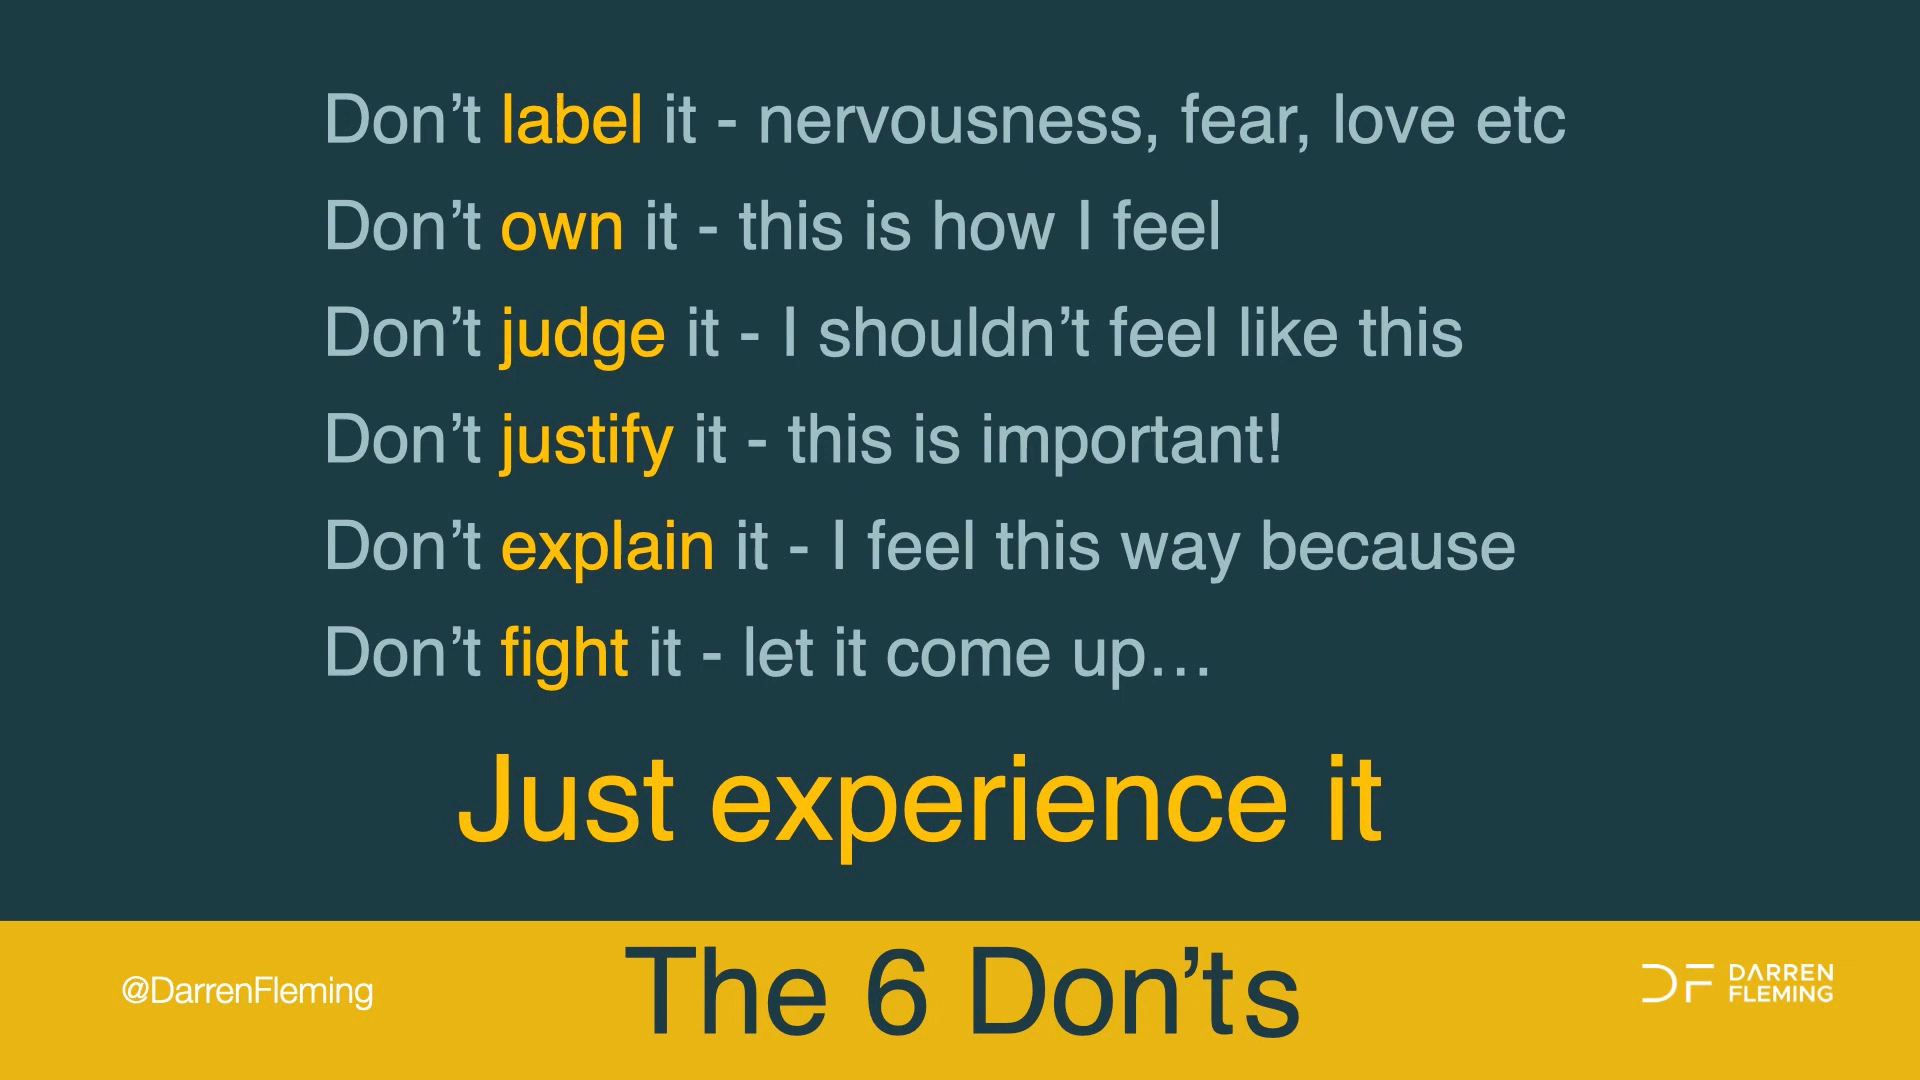 Don’t label it - nervousness, fear, love etc
Don’t own it - this is how I feel
Don’t judge it - I shouldn’t feel like this
Don’t justify it - this is important!
Don’t explain it - I feel this way because
Don’t fight it - let it come up…
Just experience it
@DarrenFleming
The 6 Don’ts
DF
DARREN
FLEMING